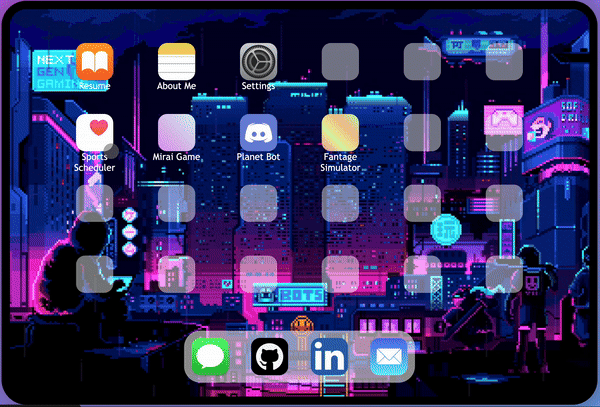 NEXT
GEN
GAMING
Resume
About Me
Settings
Sports
Scheduler
Mirai Game
Planet Bot
Fantage
Simulator
BOTS
in